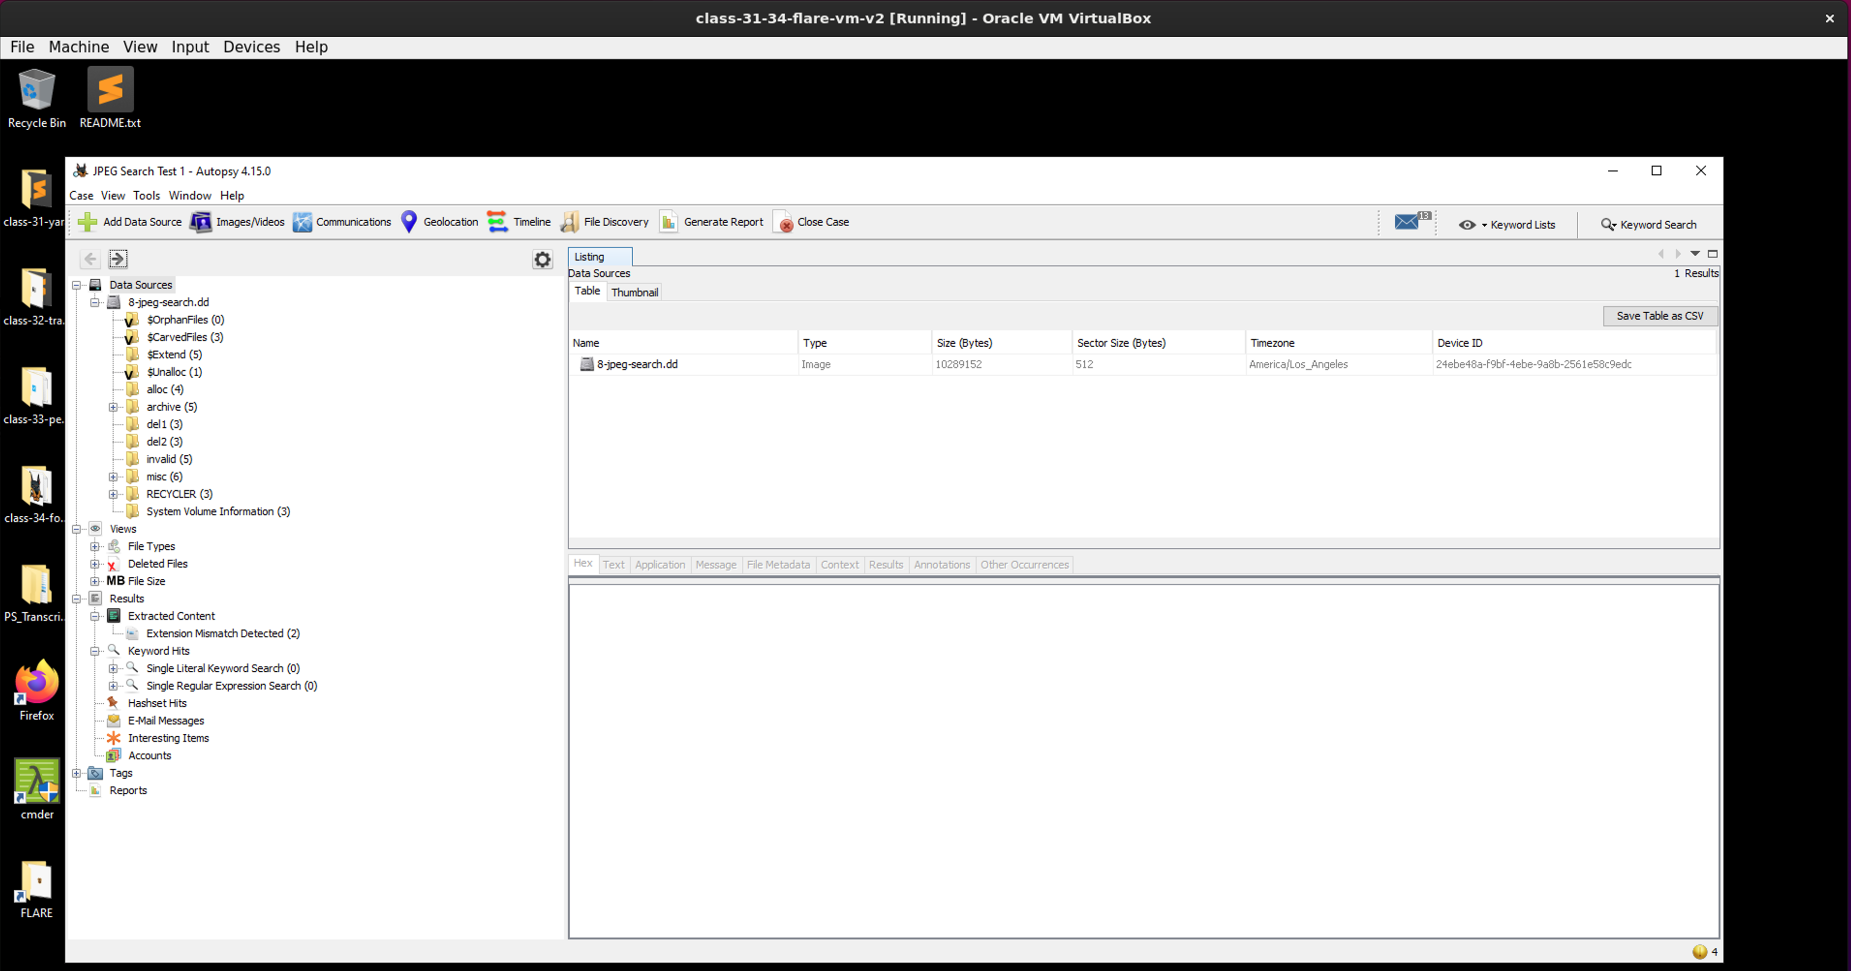 class-31-34-flare-vm-v2 [Running] - Oracle VM VirtualBox
File Machine View Input Devices Help
Recycle Bin
README.txt
class-31-yar
class-32-tra...
class-33-pe...
class-34-fo...
PS_Transcri...
Firefox
cmder
FLARE
JPEG Search Test 1 - Autopsy 4.15.0
Case View Tools Window Help
Add Data Source Images/Videos Communications Geolocation Timeline File Discovery Generate Report Close Case 13 Keyword Lists Keyword Search
Data Sources
8-jpeg-search.dd
$OrphanFiles (0)
$CarvedFiles (3)
$Extend (5)
$Unalloc (1)
alloc (4)
archive (5)
del1 (3)
del2 (3)
invalid (5)
misc (6)
RECYCLER (3)
System Volume Information (3)
Views
File Types
Deleted Files
MB File Size
Results
Extracted Content
Extension Mismatch Detected (2)
Keyword Hits
Single Literal Keyword Search (0)
Single Regular Expression Search (0)
Hashset Hits
E-Mail Messages
Interesting Items
Accounts
Tags
Reports
Listing
Data Sources 1 Results
Table Thumbnail
Save Table as CSV
Name Type Size (Bytes) Sector Size (Bytes) Timezone Device ID
8-jpeg-search.dd Image 10289152 512 America/Los_Angeles 24ebe48a-f9bf-4ebe-9a8b-2561e58c9edc
Hex Text Application Message File Metadata Context Results Annotations Other Occurrences
4